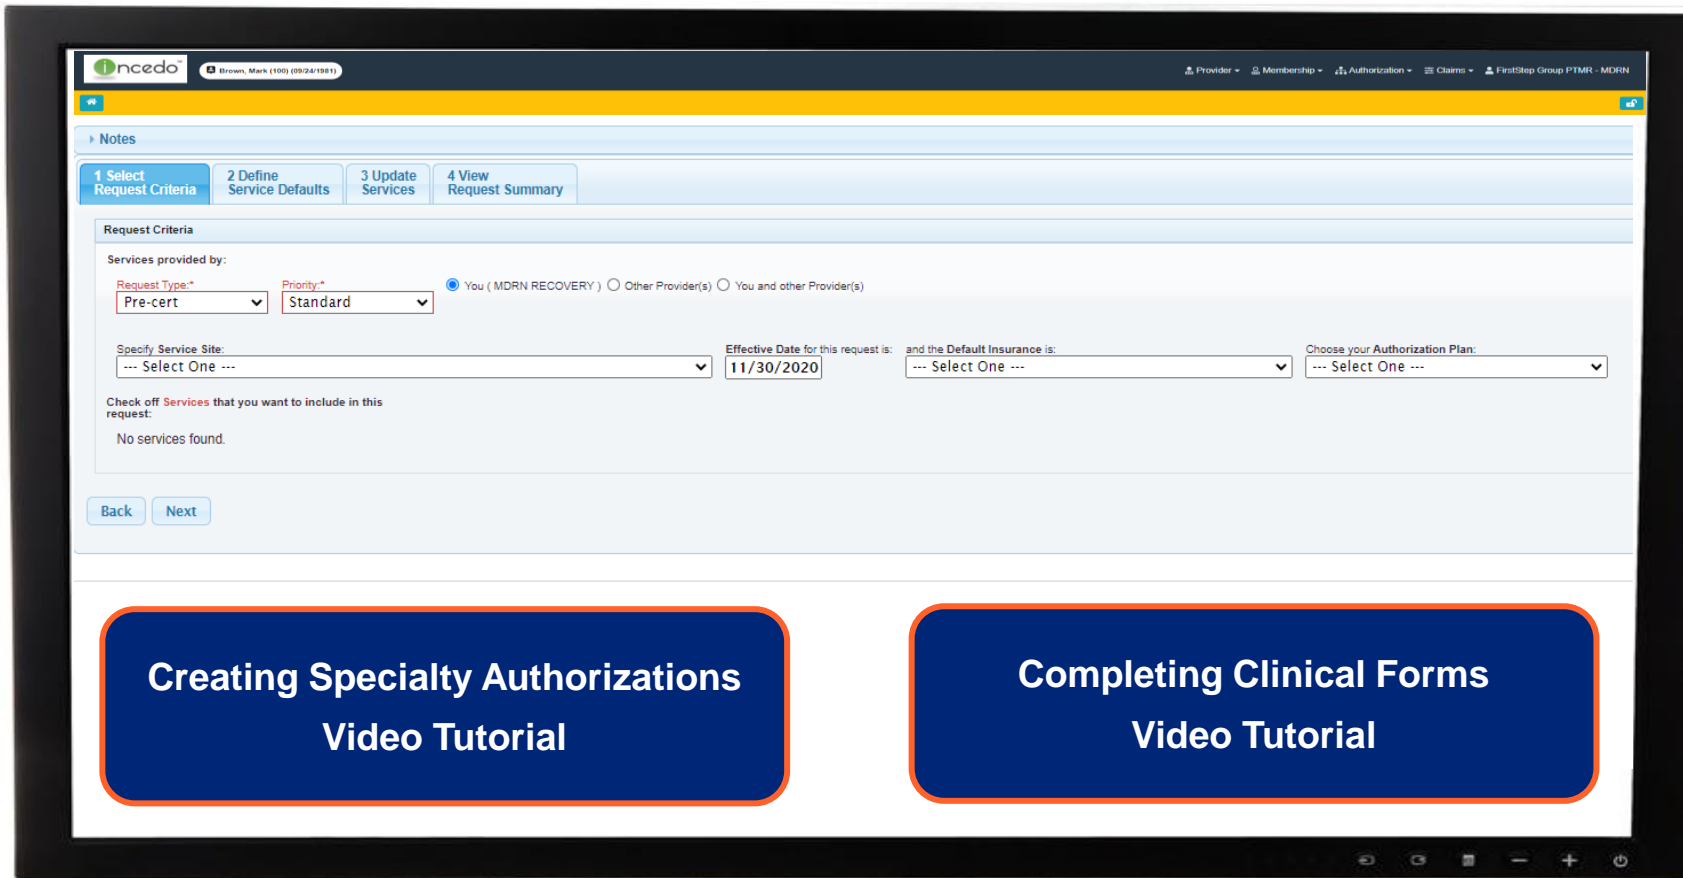 incedo™
Brown, Mark (100) (09/24/1981)
Provider
Membership
Authorization
Claims
FirstStep Group PTMR - MDRN
Notes
1 Select
Request Criteria
2 Define
Service Defaults
3 Update
Services
4 View
Request Summary
Request Criteria
Services provided by:
Request Type:*
Priority:*
Pre-cert
Standard
You ( MDRN RECOVERY )
Other Provider(s)
You and other Provider(s)
Specify Service Site:
Effective Date for this request is:
and the Default Insurance is:
Choose your Authorization Plan:
--- Select One ---
11/30/2020
--- Select One ---
--- Select One ---
Check off Services that you want to include in this
request:
No services found.
Back
Next
Creating Specialty Authorizations
Video Tutorial
Completing Clinical Forms
Video Tutorial